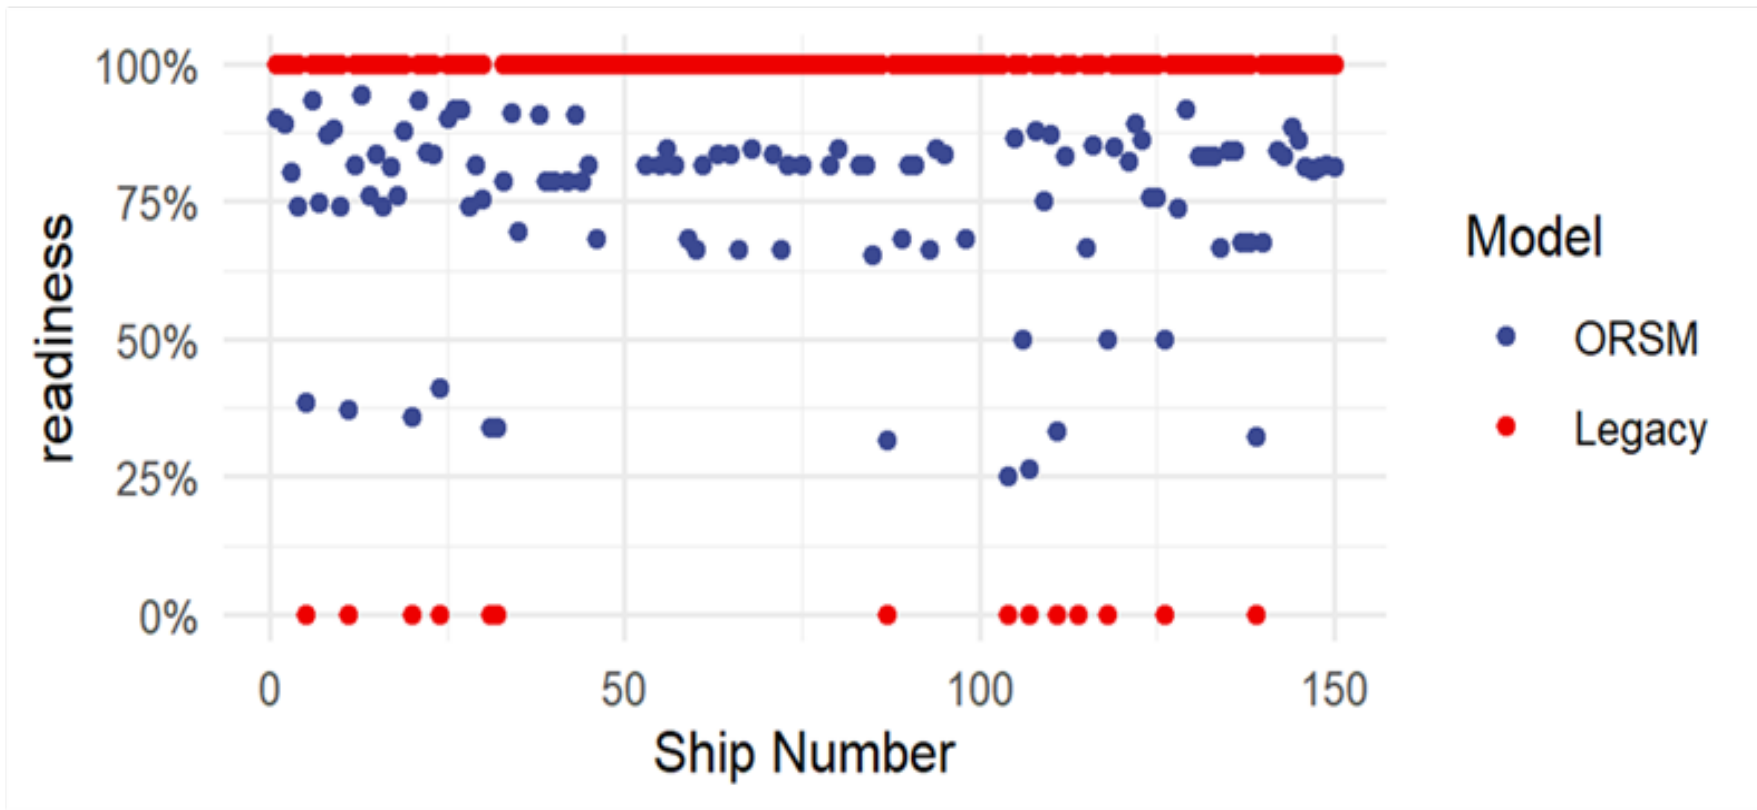 100%
75%
50%
25%
0%
readiness
0 50 100 150
Ship Number
Model
ORSM
Legacy